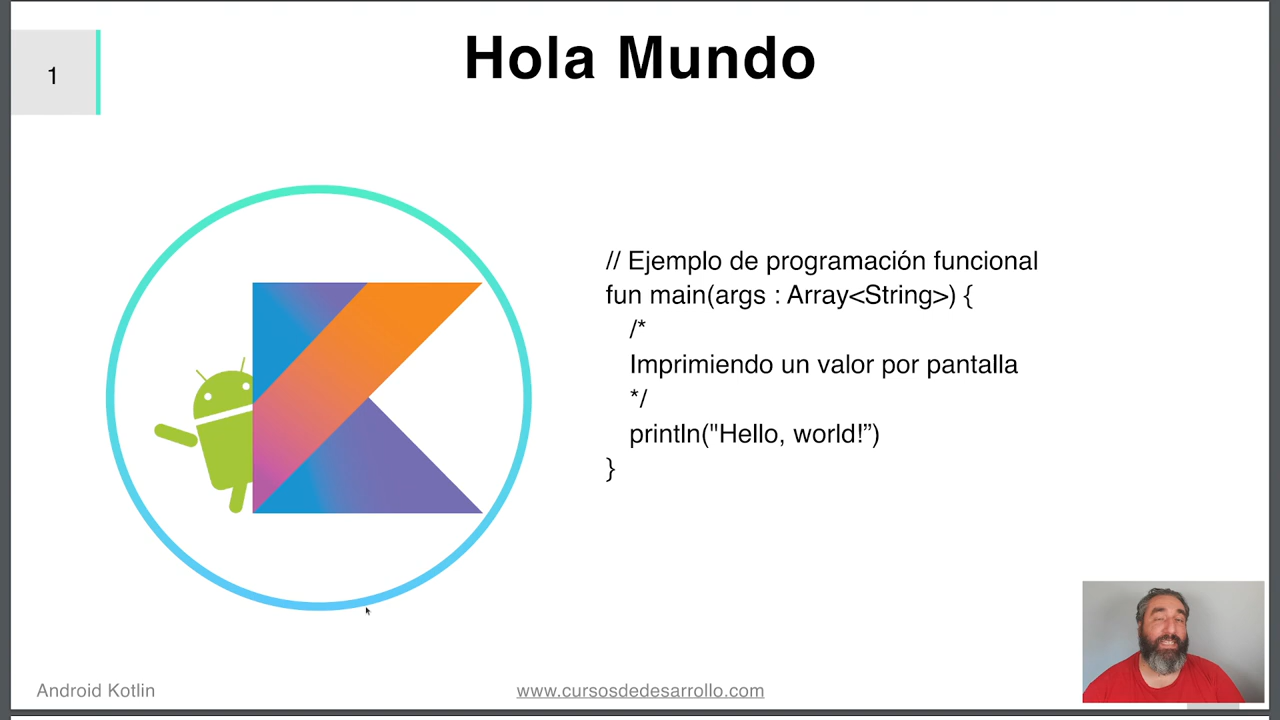 1
Hola Mundo
// Ejemplo de programación funcional
fun main(args : Array<String>) {
/*
Imprimiendo un valor por pantalla
*/
println("Hello, world!”)
}
Android Kotlin
www.cursosdedesarrollo.com